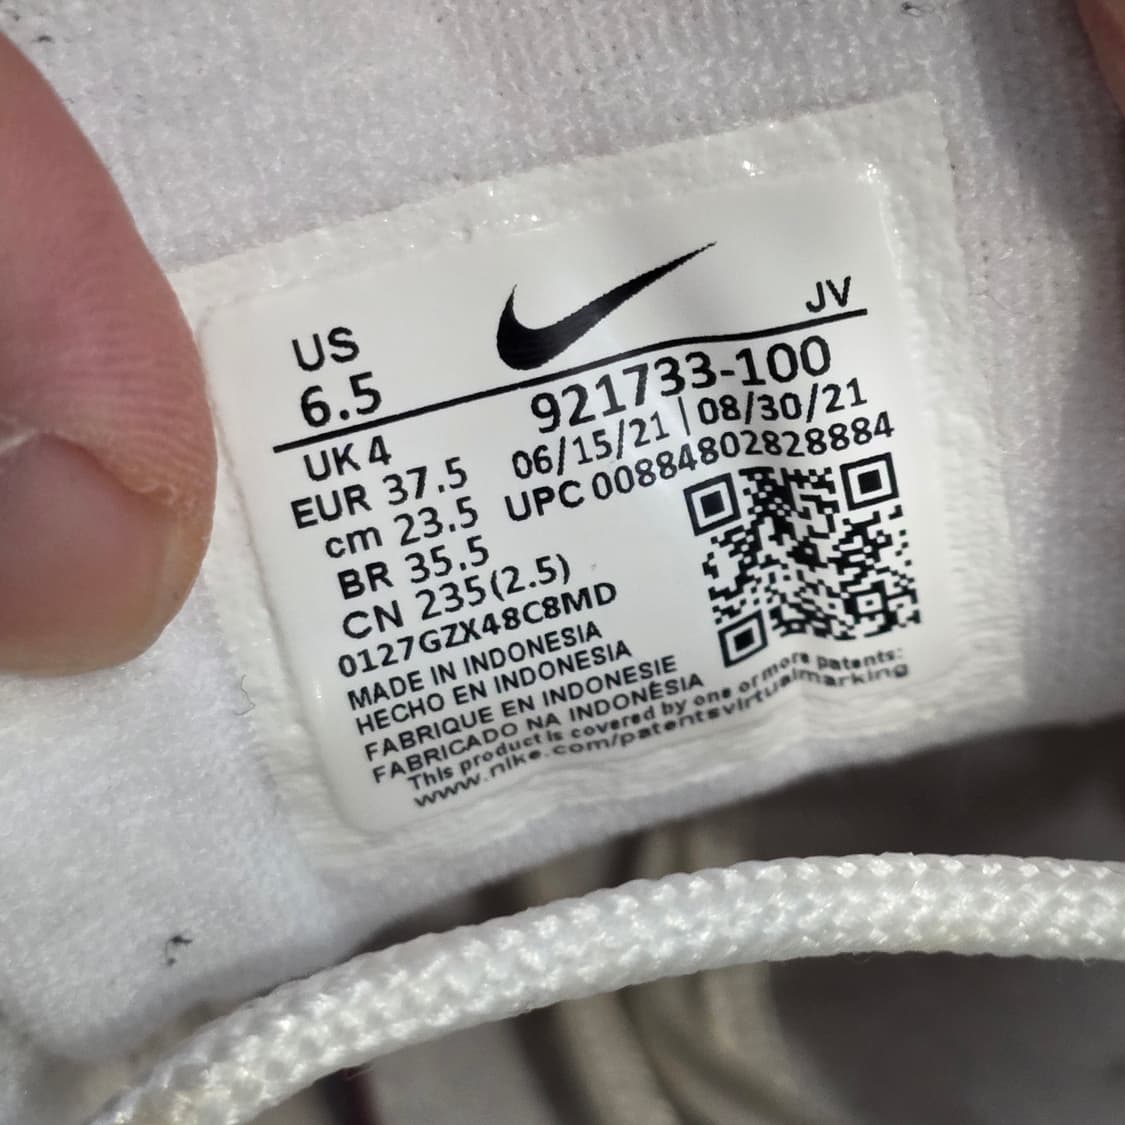 JV
US
6.5
921733-100
UK 4
06/15/21 | 08/30/21
EUR 37.5
UPC 00884802828884
cm 23.5
BR 35.5
CN 235(2.5)
0127GZX48C8MD
MADE IN INDONESIA
HECHO EN INDONESIA
FABRIQUE EN INDONESIE
FABRICADO NA INDONÉSIA
This product is covered by one or more patents:
www.nike.com/patentsvirtualmarking